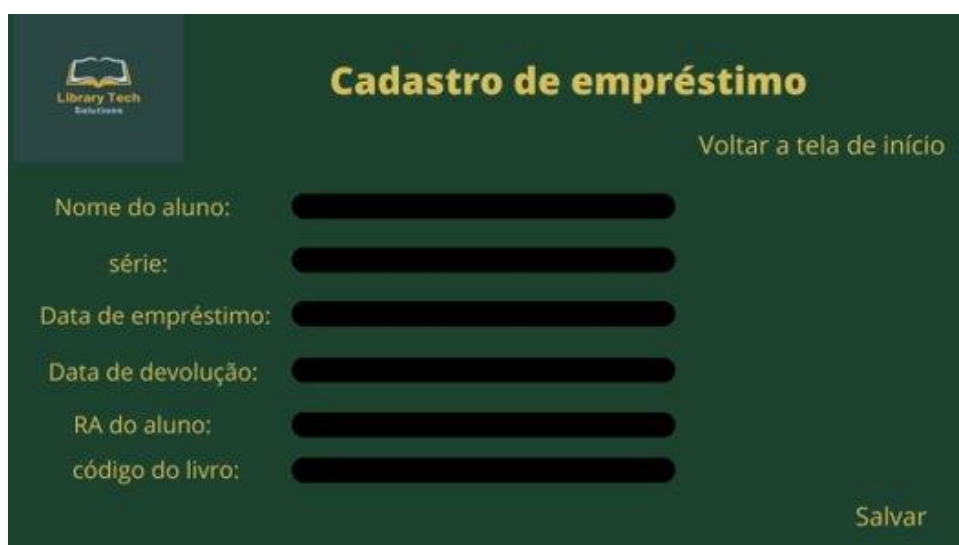 Library Tech
Solutions
Cadastro de empréstimo
Voltar a tela de início
Nome do aluno:
série:
Data de empréstimo:
Data de devolução:
RA do aluno:
código do livro:
Salvar